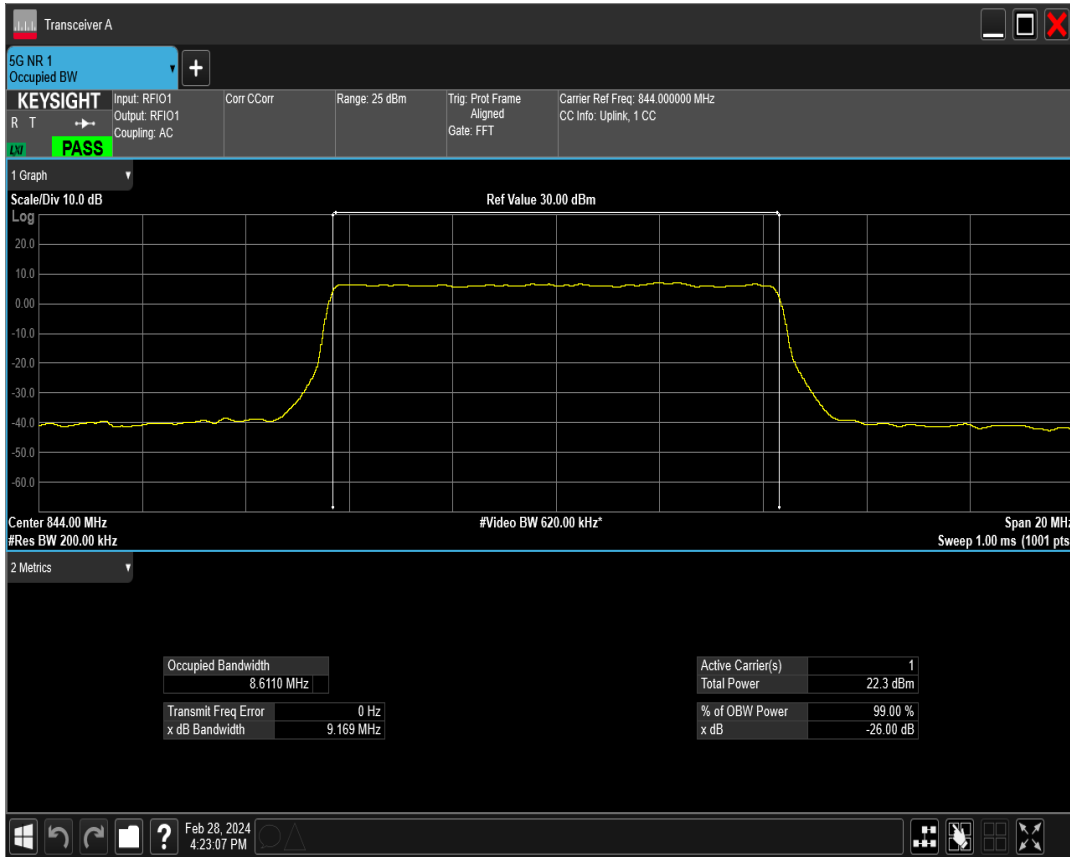 Transceiver A
5G NR 1
Occupied BW
+
KEYSIGHT
R T
LXI
PASS
Input: RFIO1
Output: RFIO1
Coupling: AC
Corr CCorr
Range: 25 dBm
Trig: Prot Frame
Aligned
Gate: FFT
Carrier Ref Freq: 844.000000 MHz
CC Info: Uplink, 1 CC
1 Graph
Scale/Div 10.0 dB
Ref Value 30.00 dBm
Log
20.0
10.0
0.00
-10.0
-20.0
-30.0
-40.0
-50.0
-60.0
Center 844.00 MHz
#Video BW 620.00 kHz*
Span 20 MHz
#Res BW 200.00 kHz
Sweep 1.00 ms (1001 pts
2 Metrics
Occupied Bandwidth
8.6110 MHz
Transmit Freq Error 0 Hz
x dB Bandwidth 9.169 MHz
Active Carrier(s) 1
Total Power 22.3 dBm
% of OBW Power 99.00 %
x dB -26.00 dB
?
Feb 28, 2024
4:23:07 PM